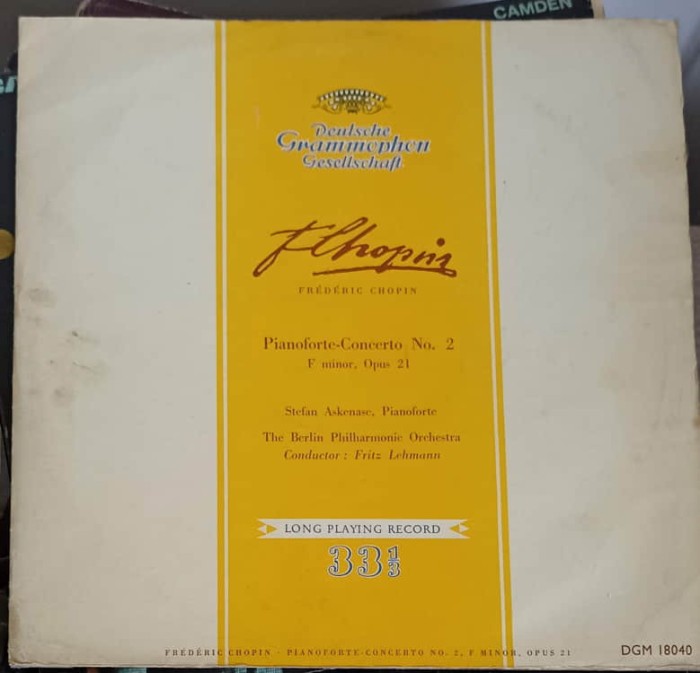 CAMDEN
Deutsche
Grammophon
Gesellschaft
FChopin
FRÉDÉRIC CHOPIN
Pianoforte-Concerto No. 2
F minor, Opus 21
Stefan Askenase, Pianoforte
The Berlin Philharmonic Orchestra
Conductor : Fritz Lehmann
LONG PLAYING RECORD
33⅓
FRÉDÉRIC CHOPIN - PIANOFORTE-CONCERTO NO. 2, F MINOR, OPUS 21
DGM 18040